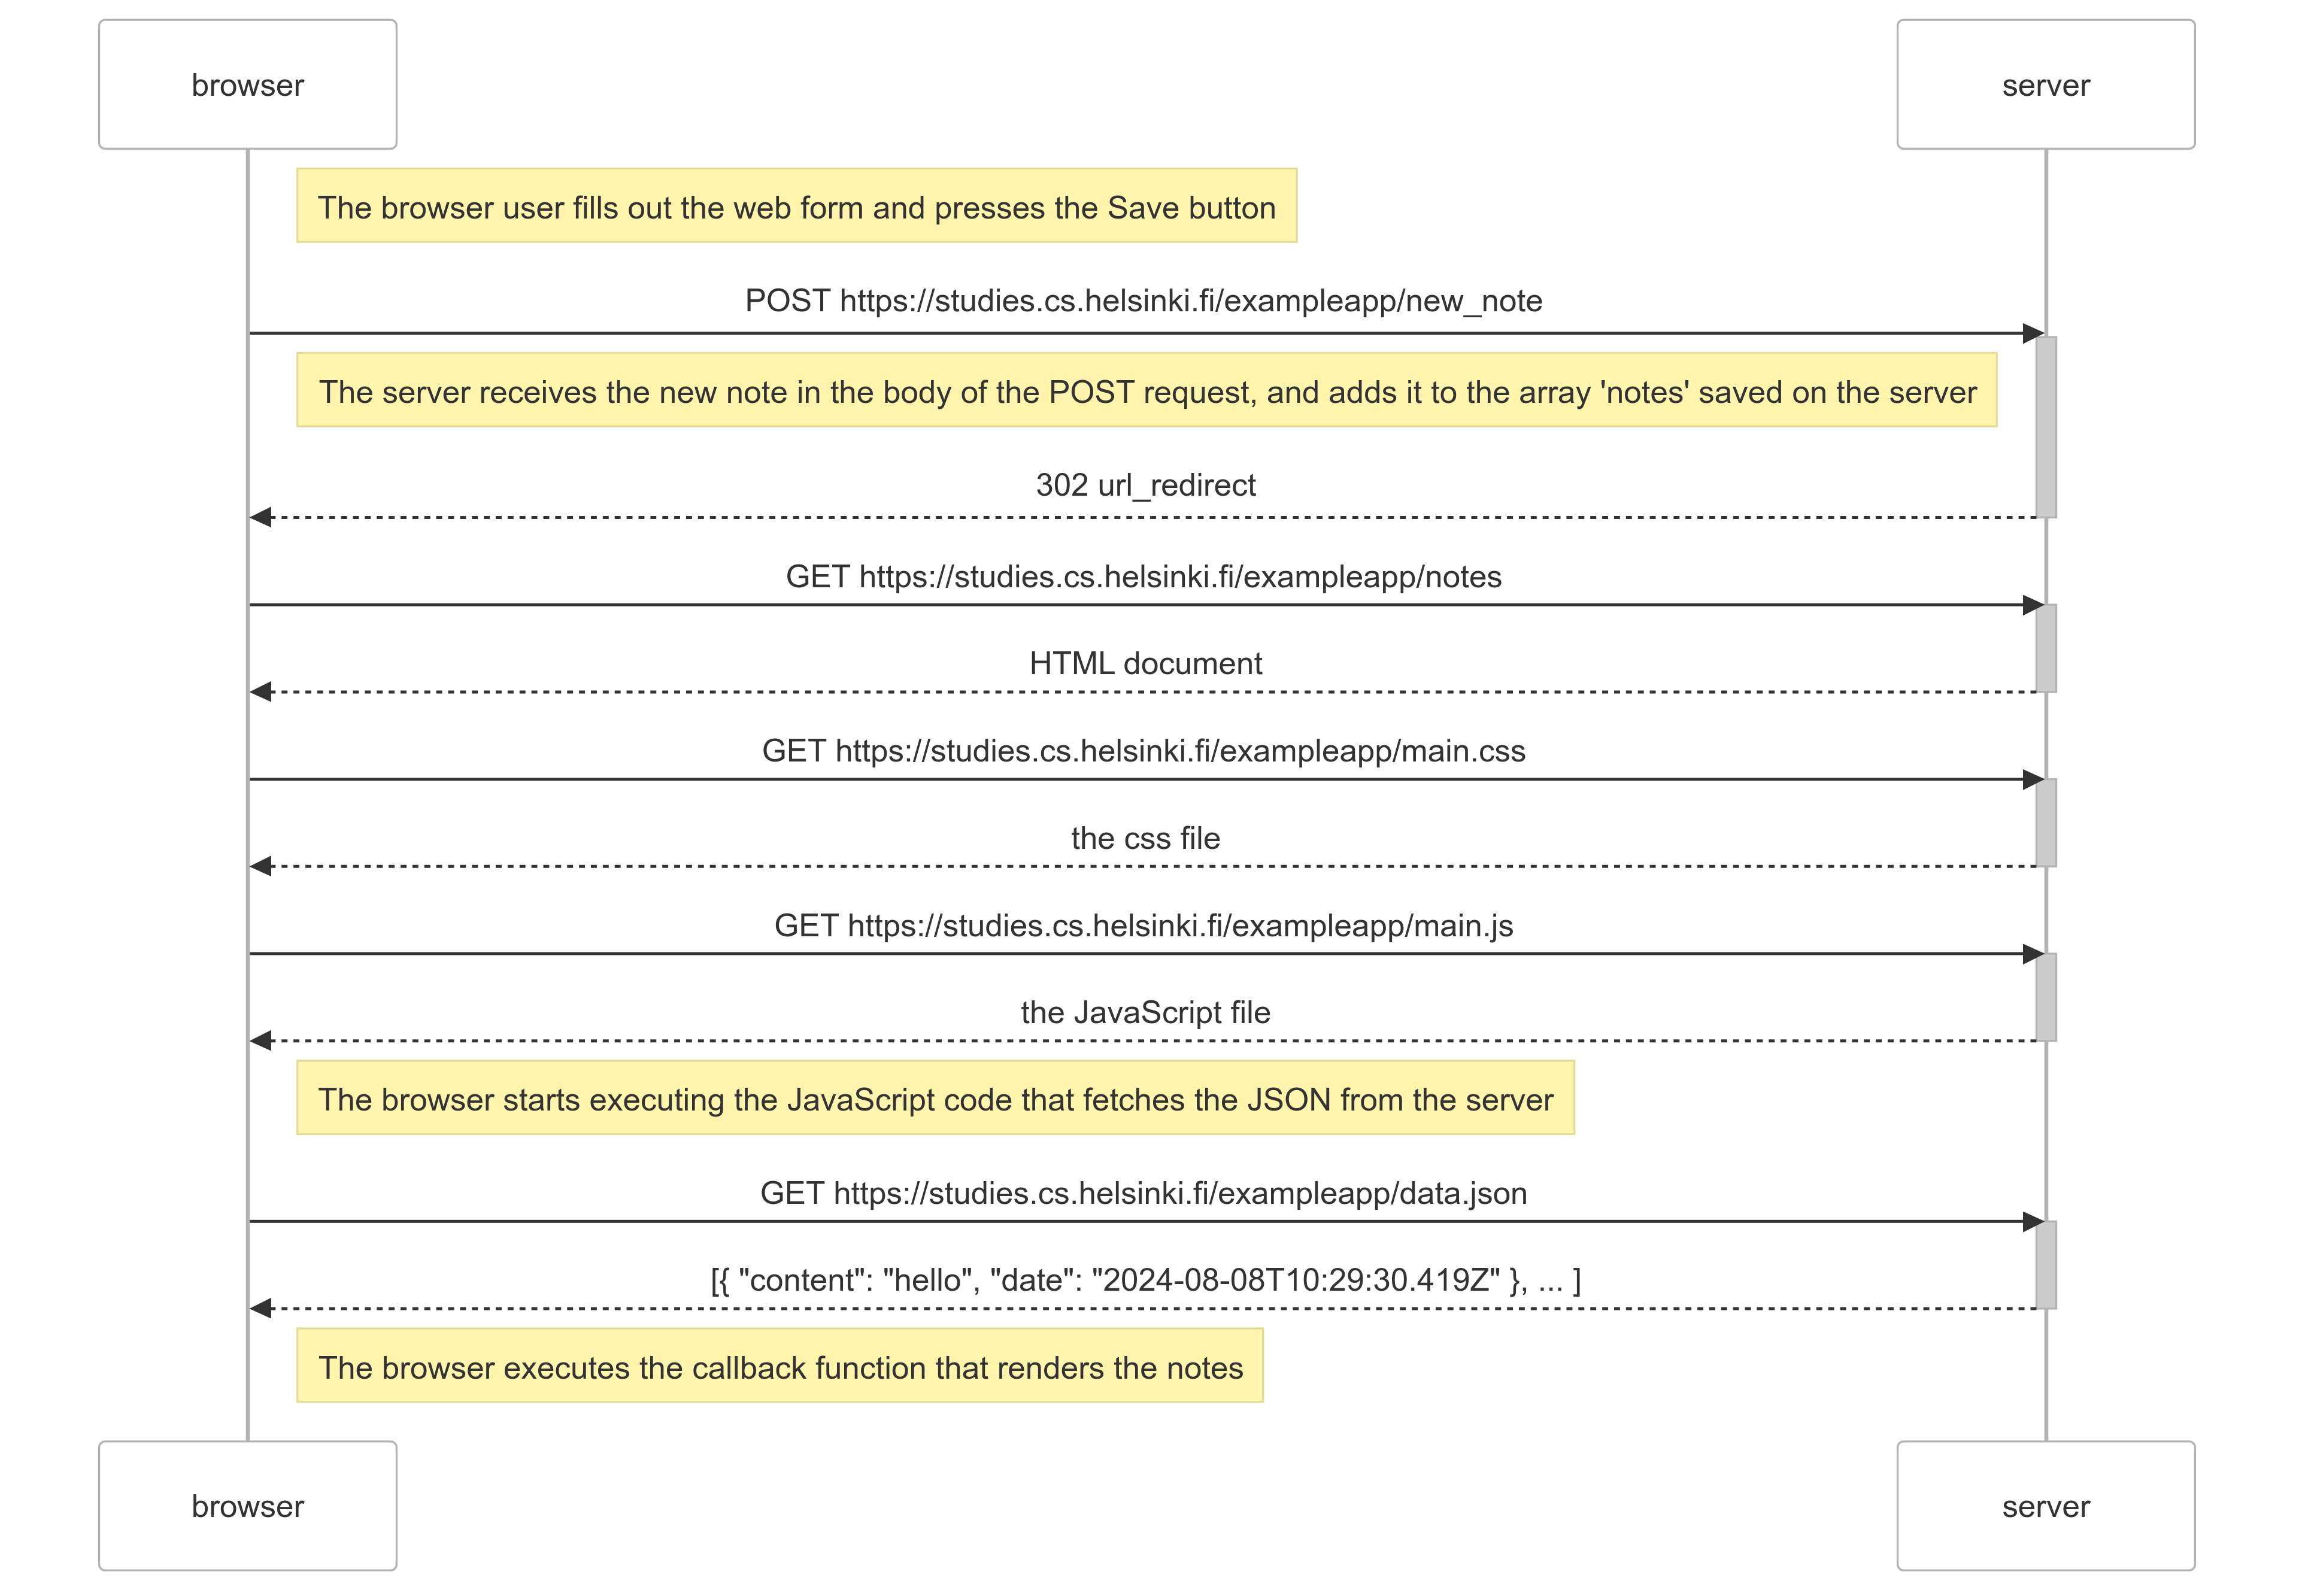 browser
server
The browser user fills out the web form and presses the Save button
POST https://studies.cs.helsinki.fi/exampleapp/new_note
The server receives the new note in the body of the POST request, and adds it to the array 'notes' saved on the server
302 url_redirect
GET https://studies.cs.helsinki.fi/exampleapp/notes
HTML document
GET https://studies.cs.helsinki.fi/exampleapp/main.css
the css file
GET https://studies.cs.helsinki.fi/exampleapp/main.js
the JavaScript file
The browser starts executing the JavaScript code that fetches the JSON from the server
GET https://studies.cs.helsinki.fi/exampleapp/data.json
[{ "content": "hello", "date": "2024-08-08T10:29:30.419Z" }, ... ]
The browser executes the callback function that renders the notes
browser
server